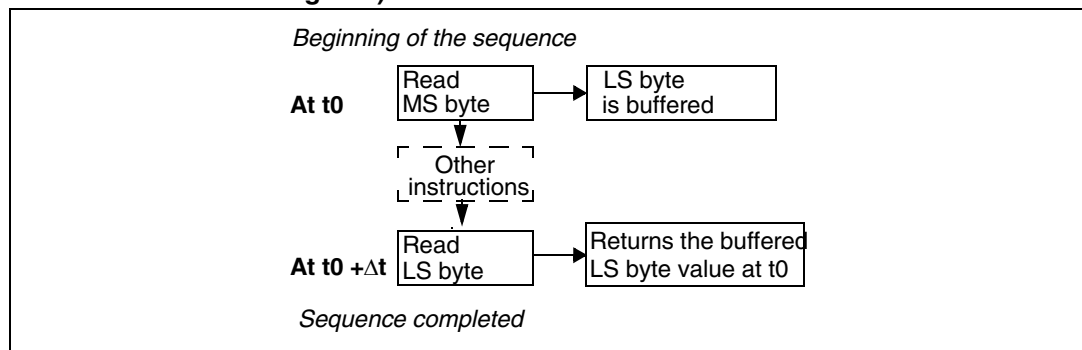 Beginning of the sequence
At t0
Read
MS byte
LS byte
is buffered
Other
instructions
At t0 +Δt
Read
LS byte
Returns the buffered
LS byte value at t0
Sequence completed